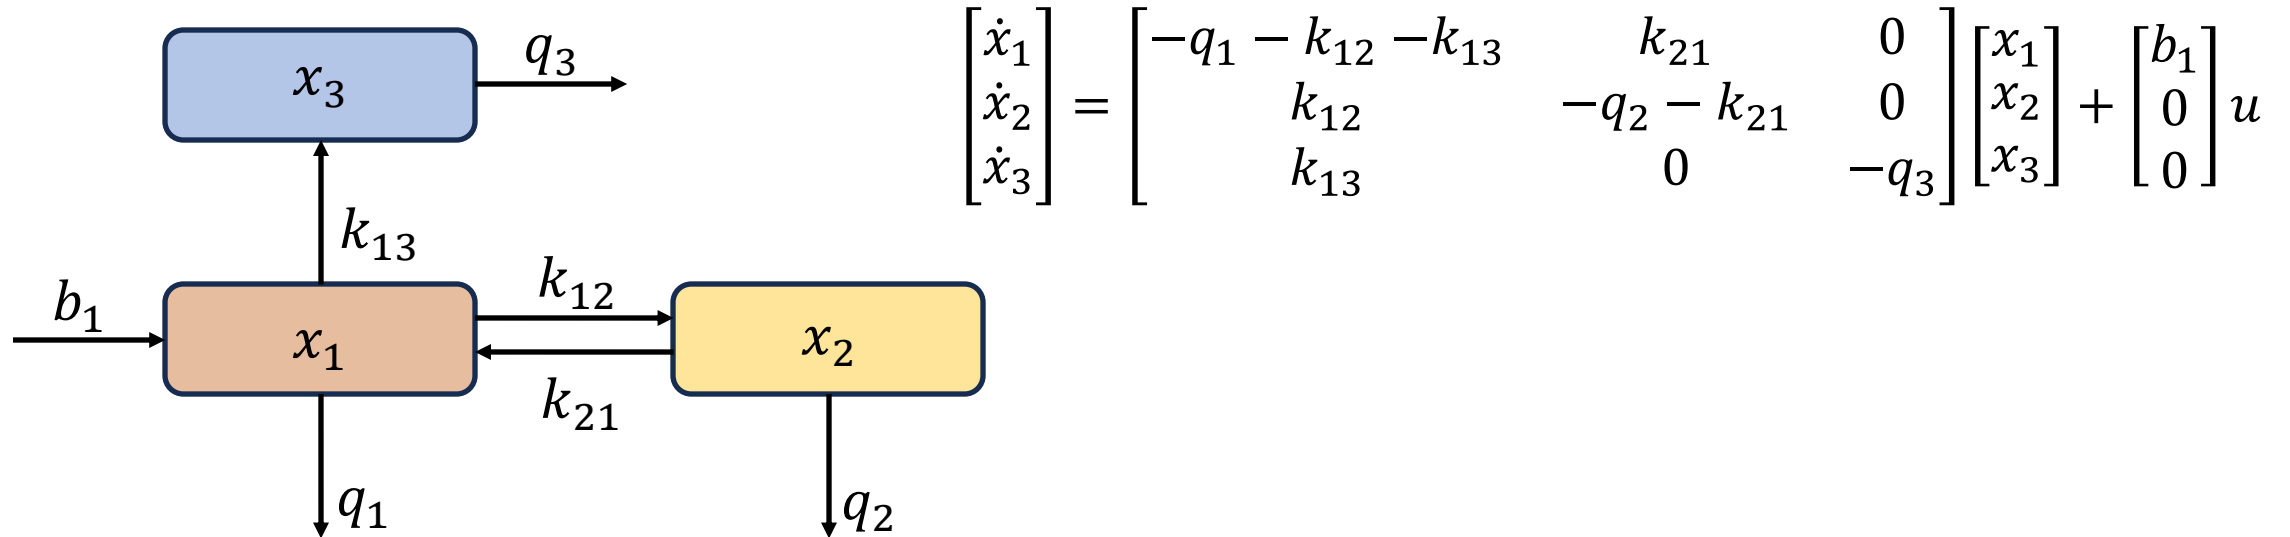 x₃
q₃
k₁₃
b₁
x₁
k₁₂
k₂₁
x₂
q₁
q₂
[ẋ₁ ẋ₂ ẋ₃] = [−q₁ − k₁₂ −k₁₃ k₂₁ 0
k₁₂ −q₂ − k₂₁ 0
k₁₃ 0 −q₃] [x₁ x₂ x₃] + [b₁ 0 0] u